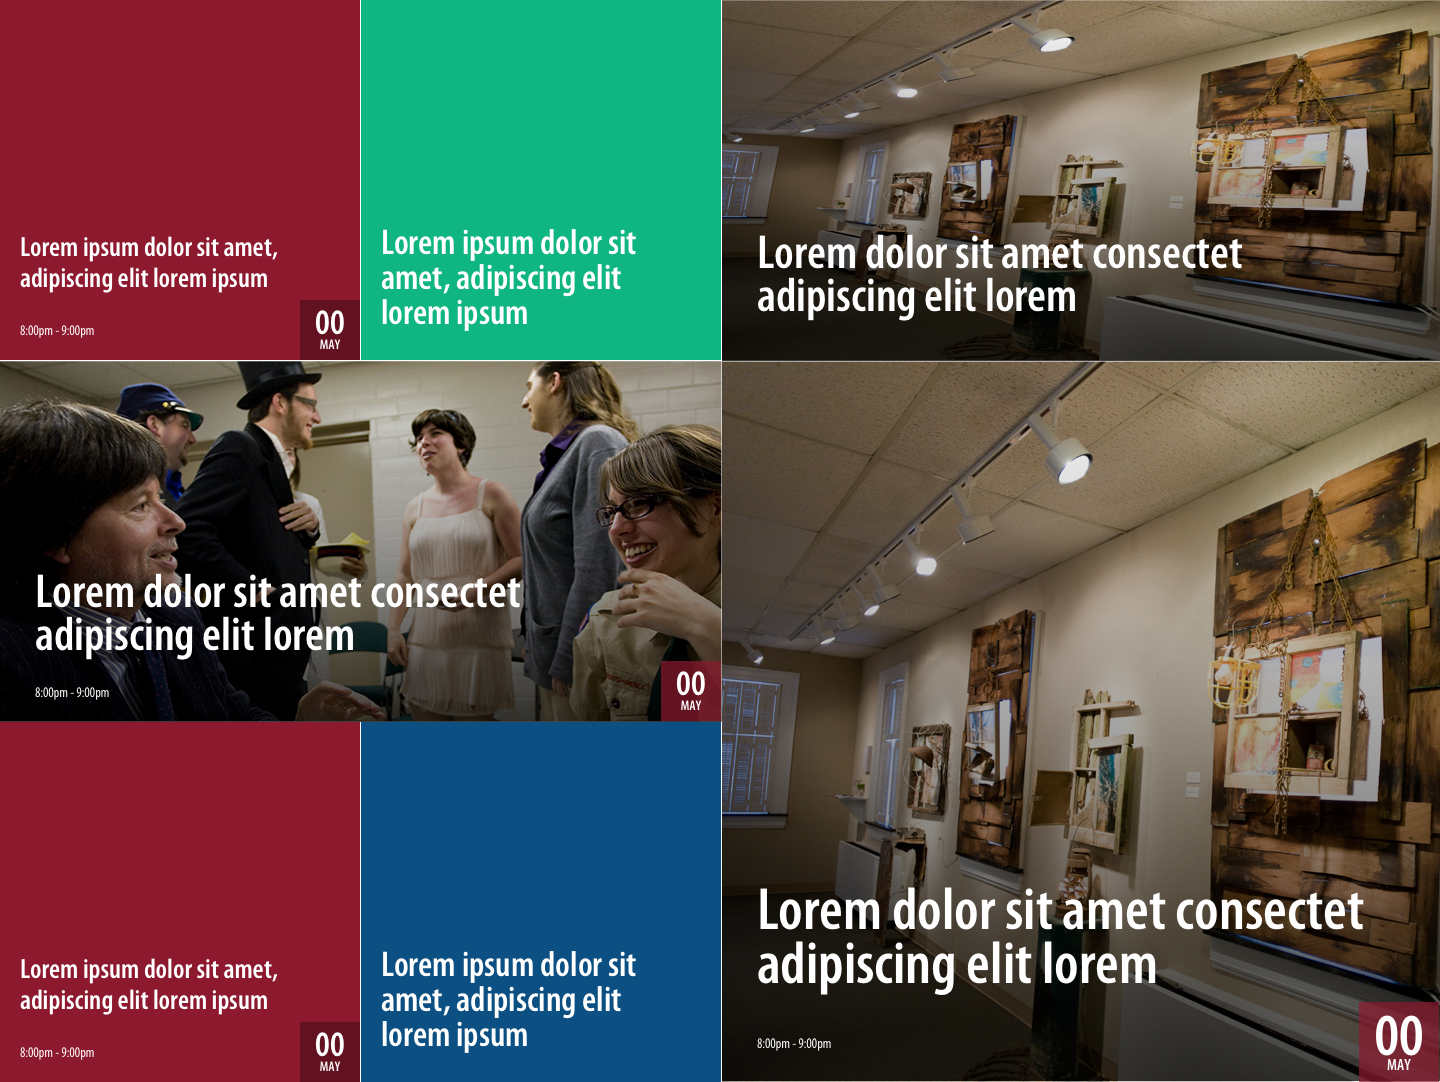 Lorem ipsum dolor sit amet,
adipiscing elit lorem ipsum
8:00pm - 9:00pm
00
MAY
Lorem ipsum dolor sit
amet, adipiscing elit
lorem ipsum
Lorem dolor sit amet consectet
adipiscing elit lorem
Lorem dolor sit amet consectet
adipiscing elit lorem
8:00pm - 9:00pm
00
MAY
Lorem ipsum dolor sit amet,
adipiscing elit lorem ipsum
8:00pm - 9:00pm
00
MAY
Lorem ipsum dolor sit
amet, adipiscing elit
lorem ipsum
Lorem dolor sit amet consectet
adipiscing elit lorem
8:00pm - 9:00pm
00
MAY